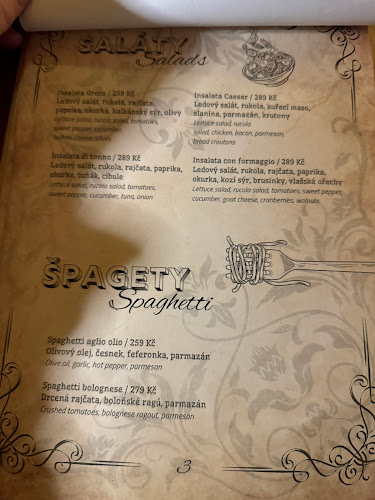 SALÁTY
Salads
Insalata Greca / 289 Kč
Ledový salát, rukola, rajčata,
paprika, okurka, balkánský sýr, olivy
Lettuce salad, rucola salad, tomatoes,
sweet pepper, cucumber,
balkan cheese, olives
Insalata Caesar / 289 Kč
Ledový salát, rukola, kuřecí maso,
slanina, parmazán, krutony
Lettuce salad, rucola
salad, chicken, bacon, parmesan,
bread croutons
Insalata di tonno / 289 Kč
Ledový salát, rukola, rajčata, paprika,
okurka, tuňák, cibule
Lettuce salad, rucola salad, tomatoes,
sweet pepper, cucumber, tuna, onion
Insalata con formaggio / 289 Kč
Ledový salát, rukola, rajčata, paprika,
okurka, kozí sýr, brusinky, vlašské ořechy
Lettuce salad, rucola salad, tomatoes, sweet pepper,
cucumber, goat cheese, cranberries, walnuts
ŠPAGETY
Spaghetti
Spaghetti aglio olio / 259 Kč
Olivový olej, česnek, feferonka, parmazán
Olive oil, garlic, hot pepper, parmesan
Spaghetti bolognese / 279 Kč
Drcená rajčata, boloňské ragú, parmazán
Crushed tomatoes, bolognese ragout, parmesan
3